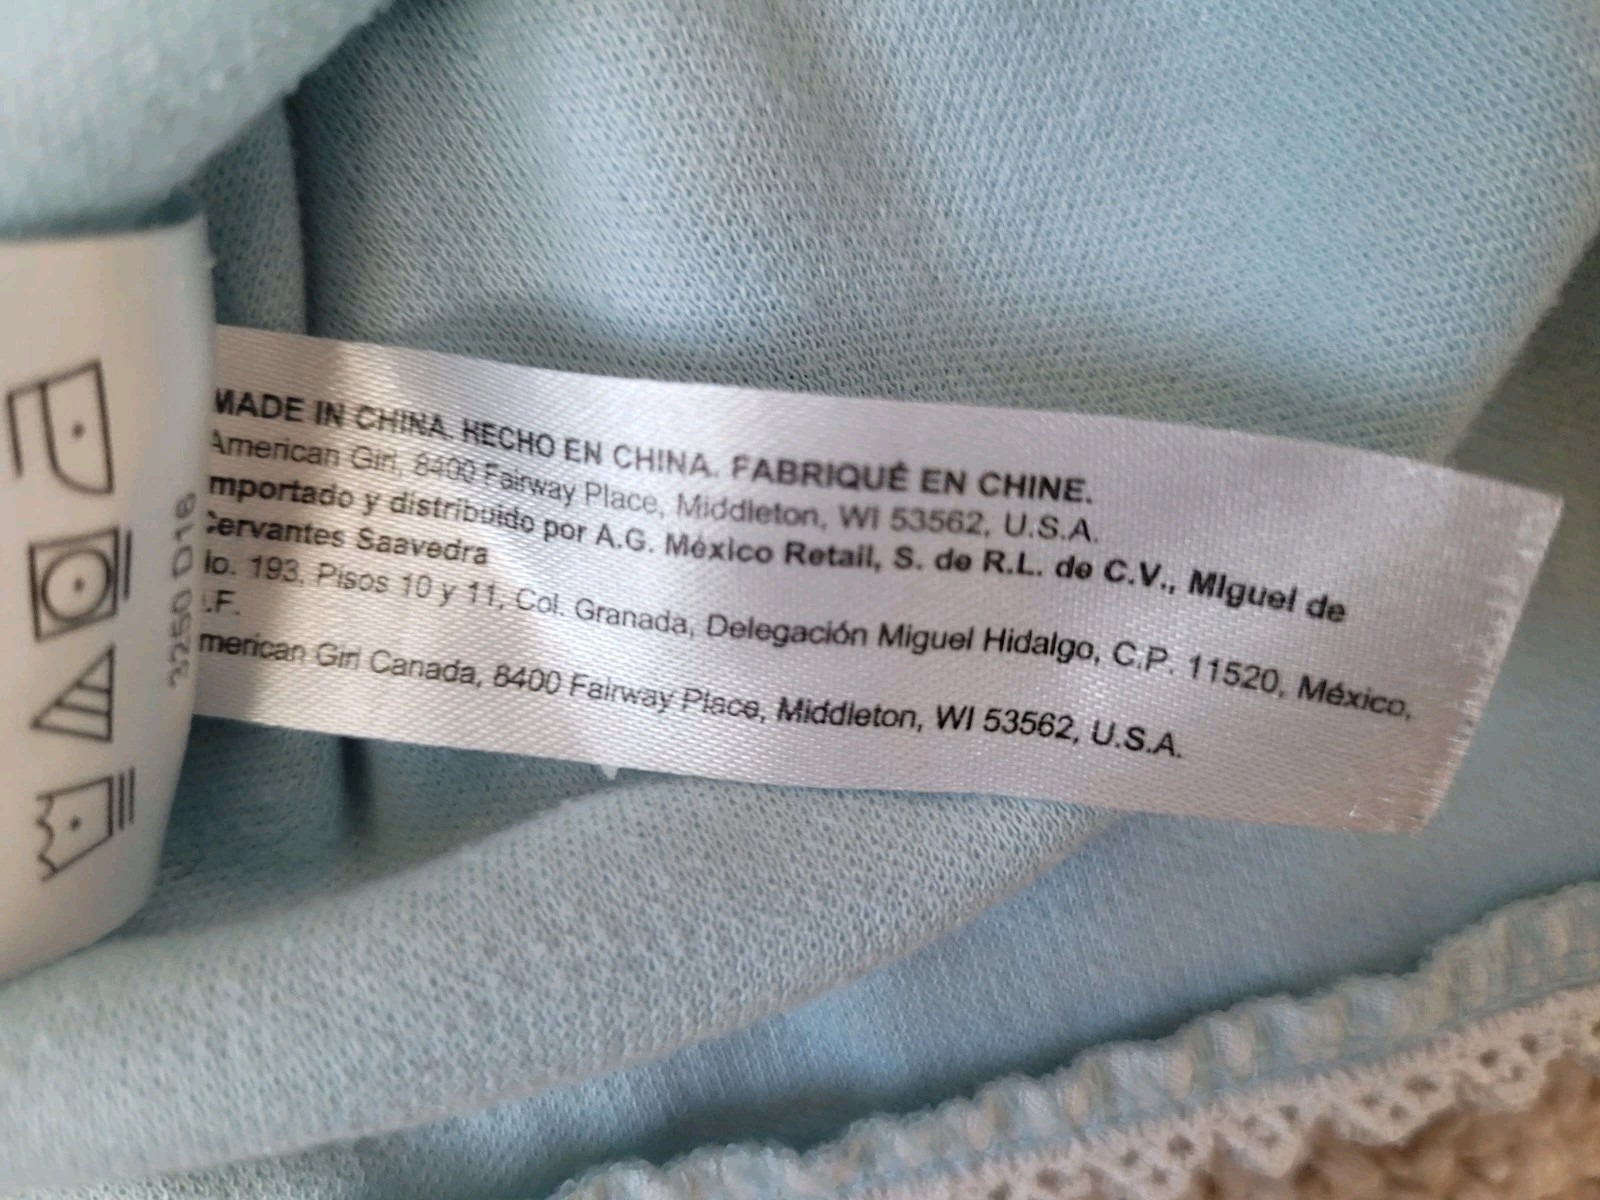 MADE IN CHINA. HECHO EN CHINA. FABRIQUÉ EN CHINE.
American Girl, 8400 Fairway Place, Middleton, WI 53562, U.S.A.
mportado y distribuido por A.G. México Retail, S. de R.L. de C.V., Miguel de
Cervantes Saavedra
lo. 193, Pisos 10 y 11, Col. Granada, Delegación Miguel Hidalgo, C.P. 11520, México,
.F.
merican Girl Canada, 8400 Fairway Place, Middleton, WI 53562, U.S.A.
3250 D16